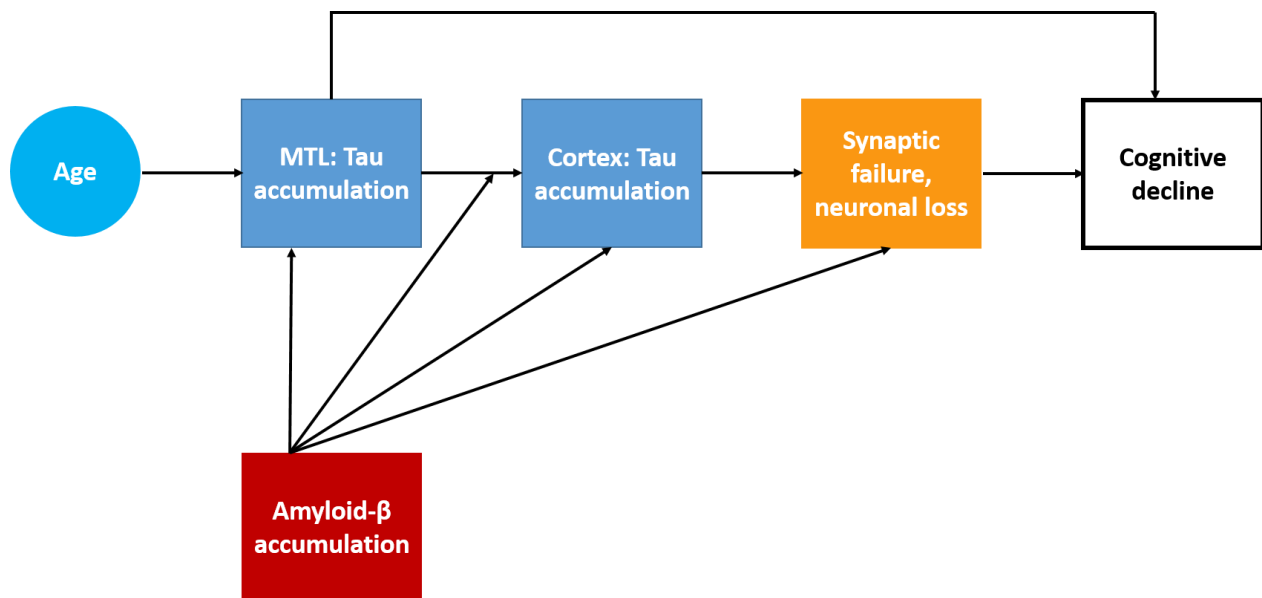 Age
MTL: Tau
accumulation
Cortex: Tau
accumulation
Synaptic
failure,
neuronal loss
Cognitive
decline
Amyloid-β
accumulation